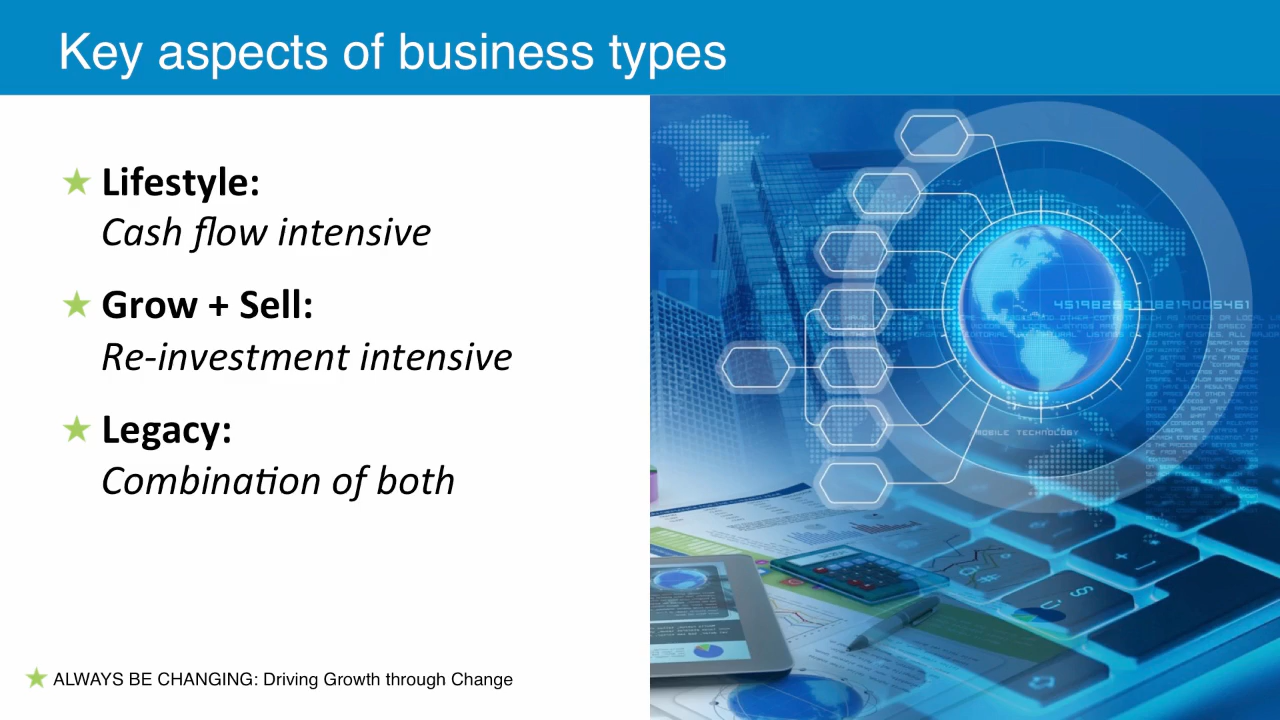 Key aspects of business types
Lifestyle:
Cash flow intensive
Grow + Sell:
Re-investment intensive
Legacy:
Combination of both
MOBILE TECHNOLOGY
ALWAYS BE CHANGING: Driving Growth through Change